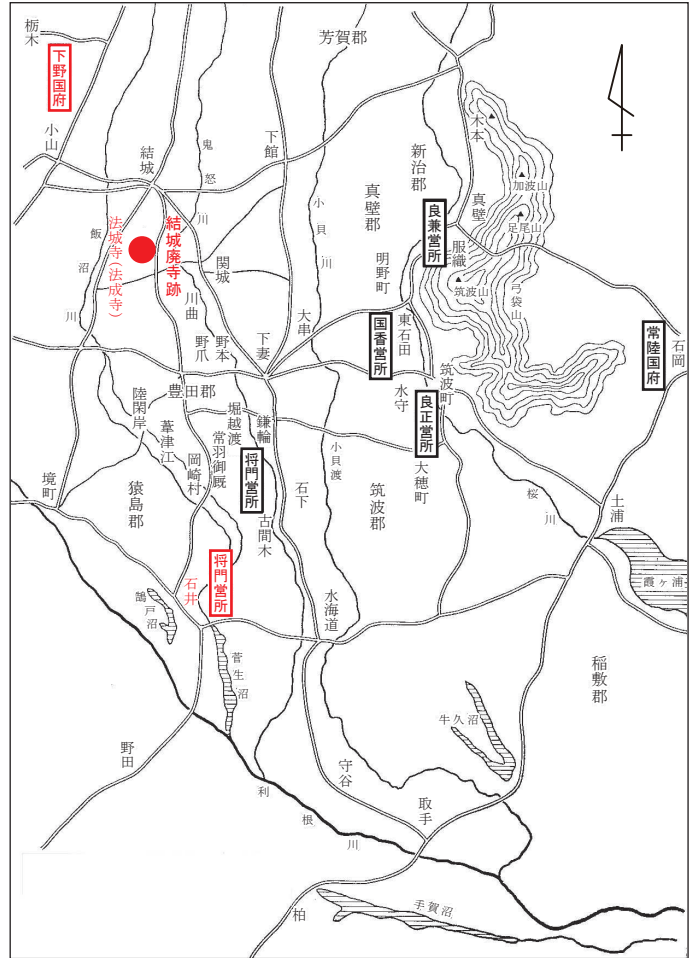 栃木
下野国府
小山
結城
鬼怒川
下館
芳賀郡
小貝川
真壁郡
新治郡
木本
加波山
真壁
足尾山
良兼営所
服織
筑波山
弓袋山
明野町
法城寺(法成寺)
飯沼川
結城廃寺跡
川曲
関城
野爪
野本
下妻
大串
国香営所
東石田
水守
筑波町
良正営所
常陸国府
石岡
豊田郡
陸閑岸
堀越渡
鎌輪
小貝渡
葦津江
岡崎村
常羽御厩
将門営所
石下
筑波郡
大穂町
桜川
土浦
境町
猿島郡
古間木
将門営所
石井
霞ヶ浦
鵠戸沼
菅生沼
水海道
稲敷郡
牛久沼
野田
守谷
取手
利根川
柏
手賀沼